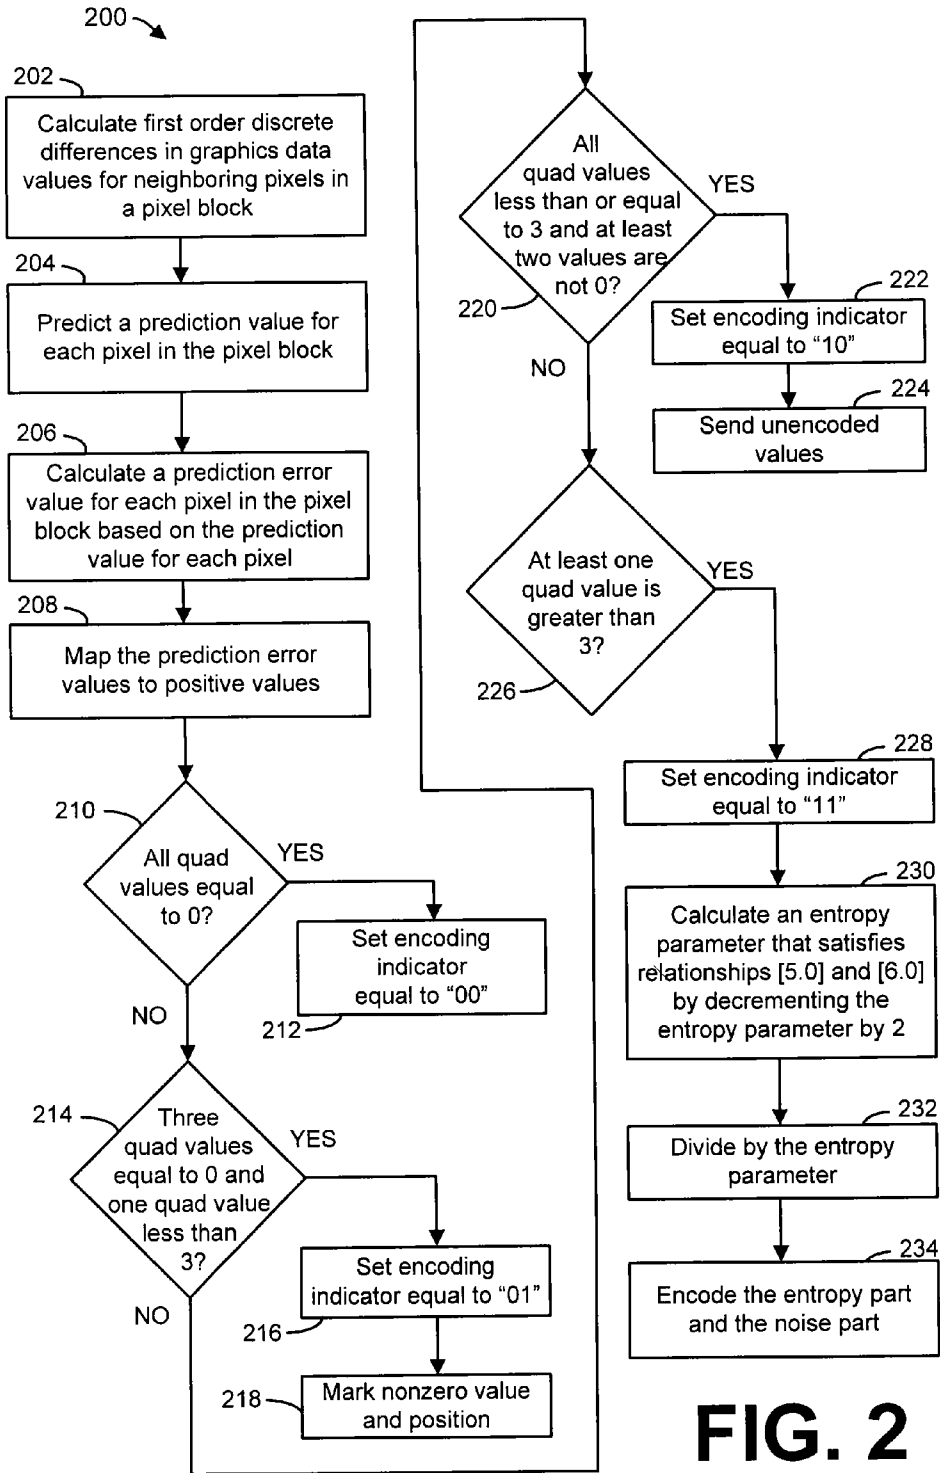 200
202
Calculate first order discrete
differences in graphics data
values for neighboring pixels in
a pixel block
204
Predict a prediction value for
each pixel in the pixel block
206
Calculate a prediction error
value for each pixel in the pixel
block based on the prediction
value for each pixel
208
Map the prediction error
values to positive values
210
All quad
values equal
to 0?
YES
Set encoding
indicator
equal to “00”
212
NO
214
Three
quad values
equal to 0 and
one quad value
less than
3?
YES
Set encoding
indicator equal to “01”
216
218
Mark nonzero value
and position
NO
All
quad values
less than or equal
to 3 and at least
two values are
not 0?
220
YES
222
Set encoding indicator
equal to “10”
224
Send unencoded
values
NO
At least one
quad value is
greater than
3?
226
YES
228
Set encoding indicator
equal to “11”
230
Calculate an entropy
parameter that satisfies
relationships [5.0] and [6.0]
by decrementing the
entropy parameter by 2
232
Divide by the entropy
parameter
234
Encode the entropy part
and the noise part
FIG. 2